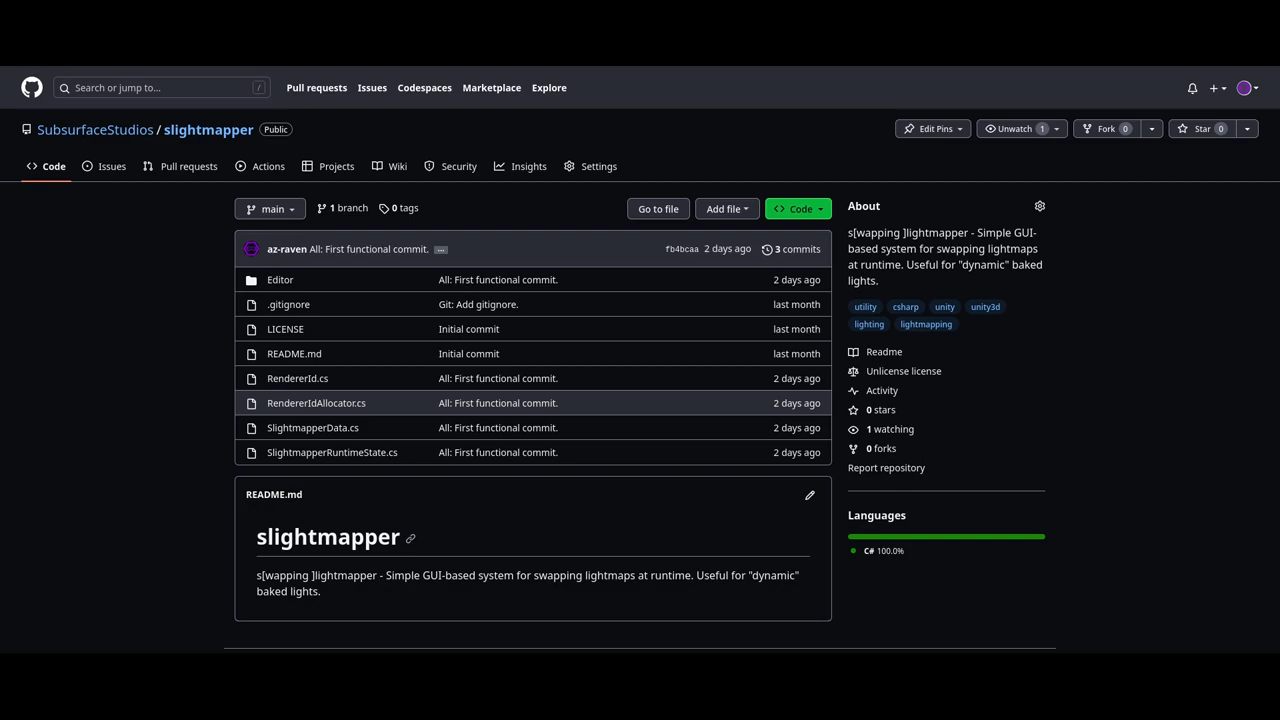 Search or jump to... /
Pull requests Issues Codespaces Marketplace Explore
SubsurfaceStudios / slightmapper Public
Edit Pins Unwatch 1 Fork 0 Star 0
Code Issues Pull requests Actions Projects Wiki Security Insights Settings
main 1 branch 0 tags Go to file Add file Code
az-raven All: First functional commit. ... fb4bcaa 2 days ago 3 commits
Editor All: First functional commit. 2 days ago
.gitignore Git: Add gitignore. last month
LICENSE Initial commit last month
README.md Initial commit last month
RendererId.cs All: First functional commit. 2 days ago
RendererIdAllocator.cs All: First functional commit. 2 days ago
SlightmapperData.cs All: First functional commit. 2 days ago
SlightmapperRuntimeState.cs All: First functional commit. 2 days ago
README.md
slightmapper
s[wapping ]lightmapper - Simple GUI-based system for swapping lightmaps at runtime. Useful for "dynamic"
baked lights.
About
s[wapping ]lightmapper - Simple GUI-
based system for swapping lightmaps
at runtime. Useful for "dynamic" baked
lights.
utility csharp unity unity3d
lighting lightmapping
Readme
Unlicense license
Activity
0 stars
1 watching
0 forks
Report repository
Languages
C# 100.0%